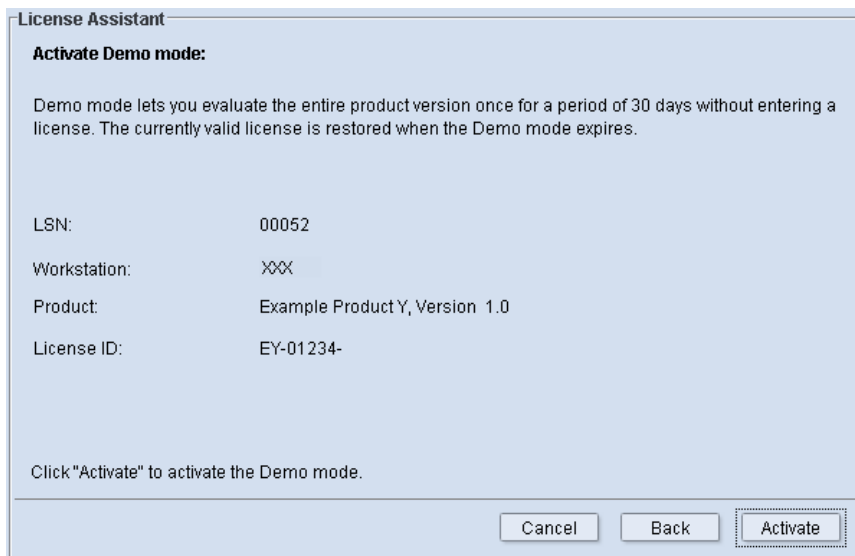 License Assistant
Activate Demo mode:
Demo mode lets you evaluate the entire product version once for a period of 30 days without entering a
license. The currently valid license is restored when the Demo mode expires.
LSN: 00052
Workstation: XXX
Product: Example Product Y, Version 1.0
License ID: EY-01234-
Click "Activate" to activate the Demo mode.
Cancel Back Activate